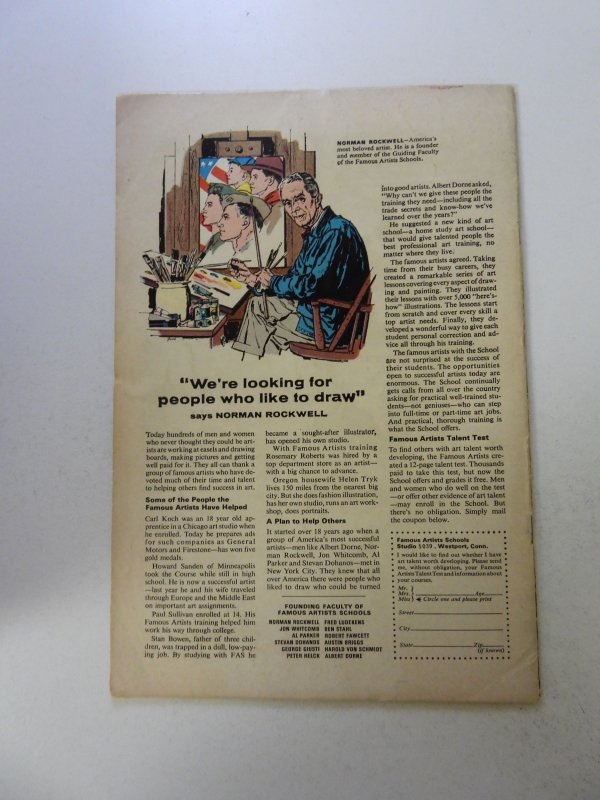 NORMAN ROCKWELL—America's
most beloved artist. He is a founder
and member of the Guiding Faculty
of the Famous Artists Schools.
"We're looking for
people who like to draw"
says NORMAN ROCKWELL
Today hundreds of men and women
who never thought they could be art-
ists are working at easels and drawing
boards, making pictures and getting
well paid for it. They all can thank a
group of famous artists who have de-
voted much of their time and talent
to helping others find success in art.
Some of the People the
Famous Artists Have Helped
Carl Koch was an 18 year old ap-
prentice in a Chicago art studio when
he enrolled. Today he prepares ads
for such companies as General
Motors and Firestone—has won five
gold medals.
Howard Sanden of Minneapolis
took the Course while still in high
school. He is now a successful artist
—last year he and his wife traveled
through Europe and the Middle East
on important art assignments.
Paul Sullivan enrolled at 14. His
Famous Artists training helped him
work his way through college.
Stan Bowen, father of three chil-
dren, was trapped in a dull, low-pay-
ing job. By studying with FAS he
became a sought-after illustrator,
has opened his own studio.
With Famous Artists training
Rosemary Roberts was hired by a
top department store as an artist—
with a big chance to advance.
Oregon housewife Helen Tryk
lives 150 miles from the nearest big
city. But she does fashion illustration,
has her own studio, runs an art work-
shop, does portraits.
A Plan to Help Others
It started over 18 years ago when a
group of America's most successful
artists—men like Albert Dorne, Nor-
man Rockwell, Jon Whitcomb, Al
Parker and Stevan Dohanos—met in
New York City. They knew that all
over America there were people who
liked to draw who could be turned
FOUNDING FACULTY OF
FAMOUS ARTISTS SCHOOLS
NORMAN ROCKWELL FRED LUDEKENS
JON WHITCOMB BEN STAHL
AL PARKER ROBERT FAWCETT
STEVAN DOHANOS AUSTIN BRIGGS
GEORGE GIUSTI HAROLD VON SCHMIDT
PETER HELCK ALBERT DORNE
into good artists. Albert Dorne asked,
"Why can't we give these people the
training they need—including all the
trade secrets and know-how we've
learned over the years?"
He suggested a new kind of art
school—a home study art school—
that would give talented people the
best professional art training, no
matter where they live.
The famous artists agreed. Taking
time from their busy careers, they
created a remarkable series of art
lessons covering every aspect of draw-
ing and painting. They illustrated
their lessons with over 5,000 "here's-
how" illustrations. The lessons start
from scratch and cover every skill a
top artist needs. Finally, they de-
veloped a wonderful way to give each
student personal correction and ad-
vice all through his training.
The famous artists with the School
are not surprised at the success of
their students. The opportunities
open to successful artists today are
enormous. The School continually
gets calls from all over the country
asking for practical well-trained stu-
dents—not geniuses—who can step
into full-time or part-time art jobs.
And practical, thorough training is
what the School offers.
Famous Artists Talent Test
To find others with art talent worth
developing, the Famous Artists cre-
ated a 12-page talent test. Thousands
paid to take this test, but now the
School offers and grades it free. Men
and women who do well on the test
—or offer other evidence of art talent
—may enroll in the School. But
there's no obligation. Simply mail
the coupon below.
Famous Artists Schools
Studio 5039, Westport, Conn.
I would like to find out whether I have
art talent worth developing. Please send
me, without obligation, your Famous
Artists Talent Test and information about
your courses.
Mr.
Mrs. Age
Miss Circle one and please print
Street
City
State Zip
(if known)